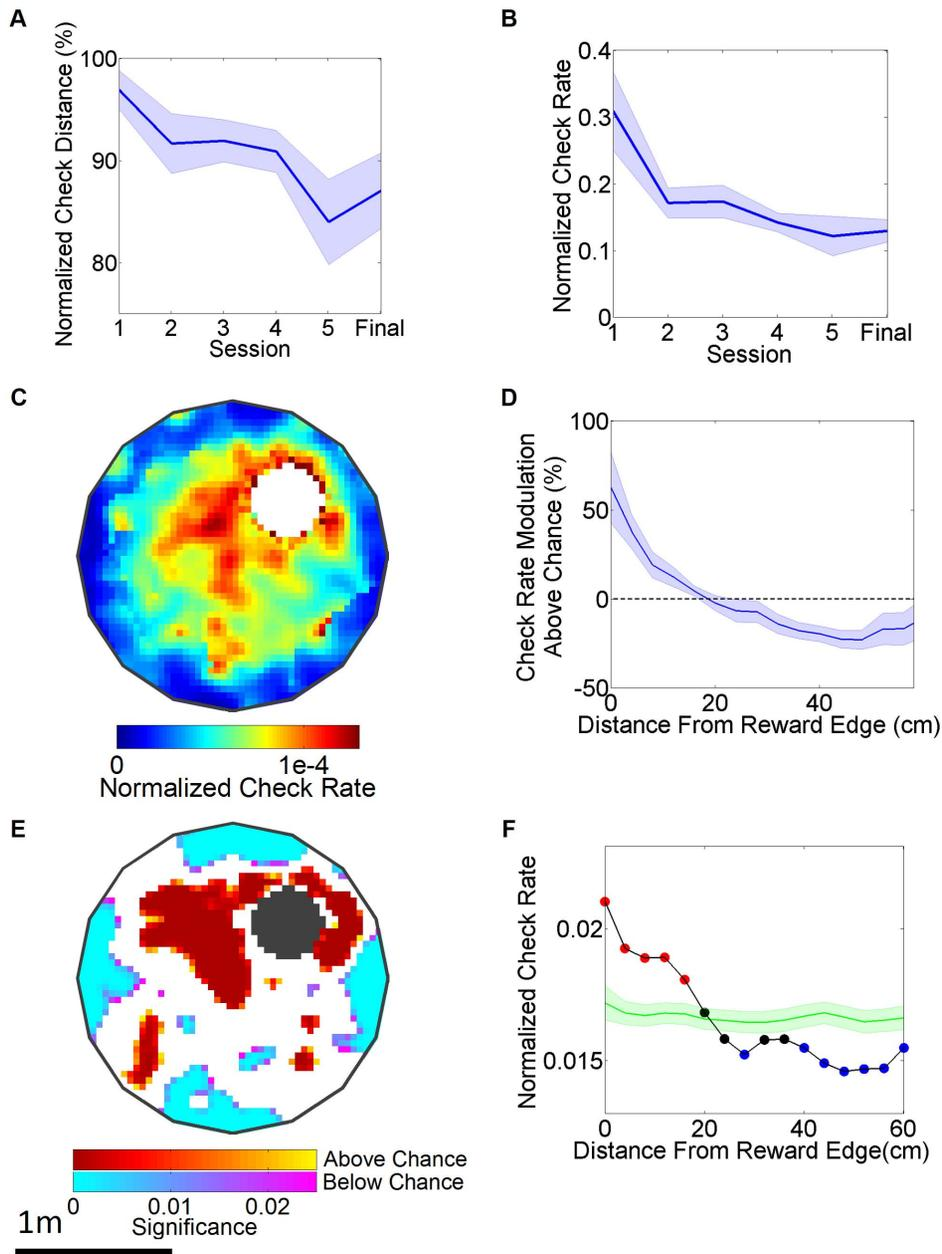 A
Normalized Check Distance (%)
100
90
80
1 2 3 4 5 Final
Session
B
Normalized Check Rate
0.4
0.3
0.2
0.1
0
1 2 3 4 5 Final
Session
C
0 1e-4
Normalized Check Rate
D
Check Rate Modulation
Above Chance (%)
100
50
0
-50
0 20 40
Distance From Reward Edge (cm)
E
Above Chance
Below Chance
0 0.01 0.02
Significance
1m
F
Normalized Check Rate
0.02
0.015
0 20 40 60
Distance From Reward Edge(cm)